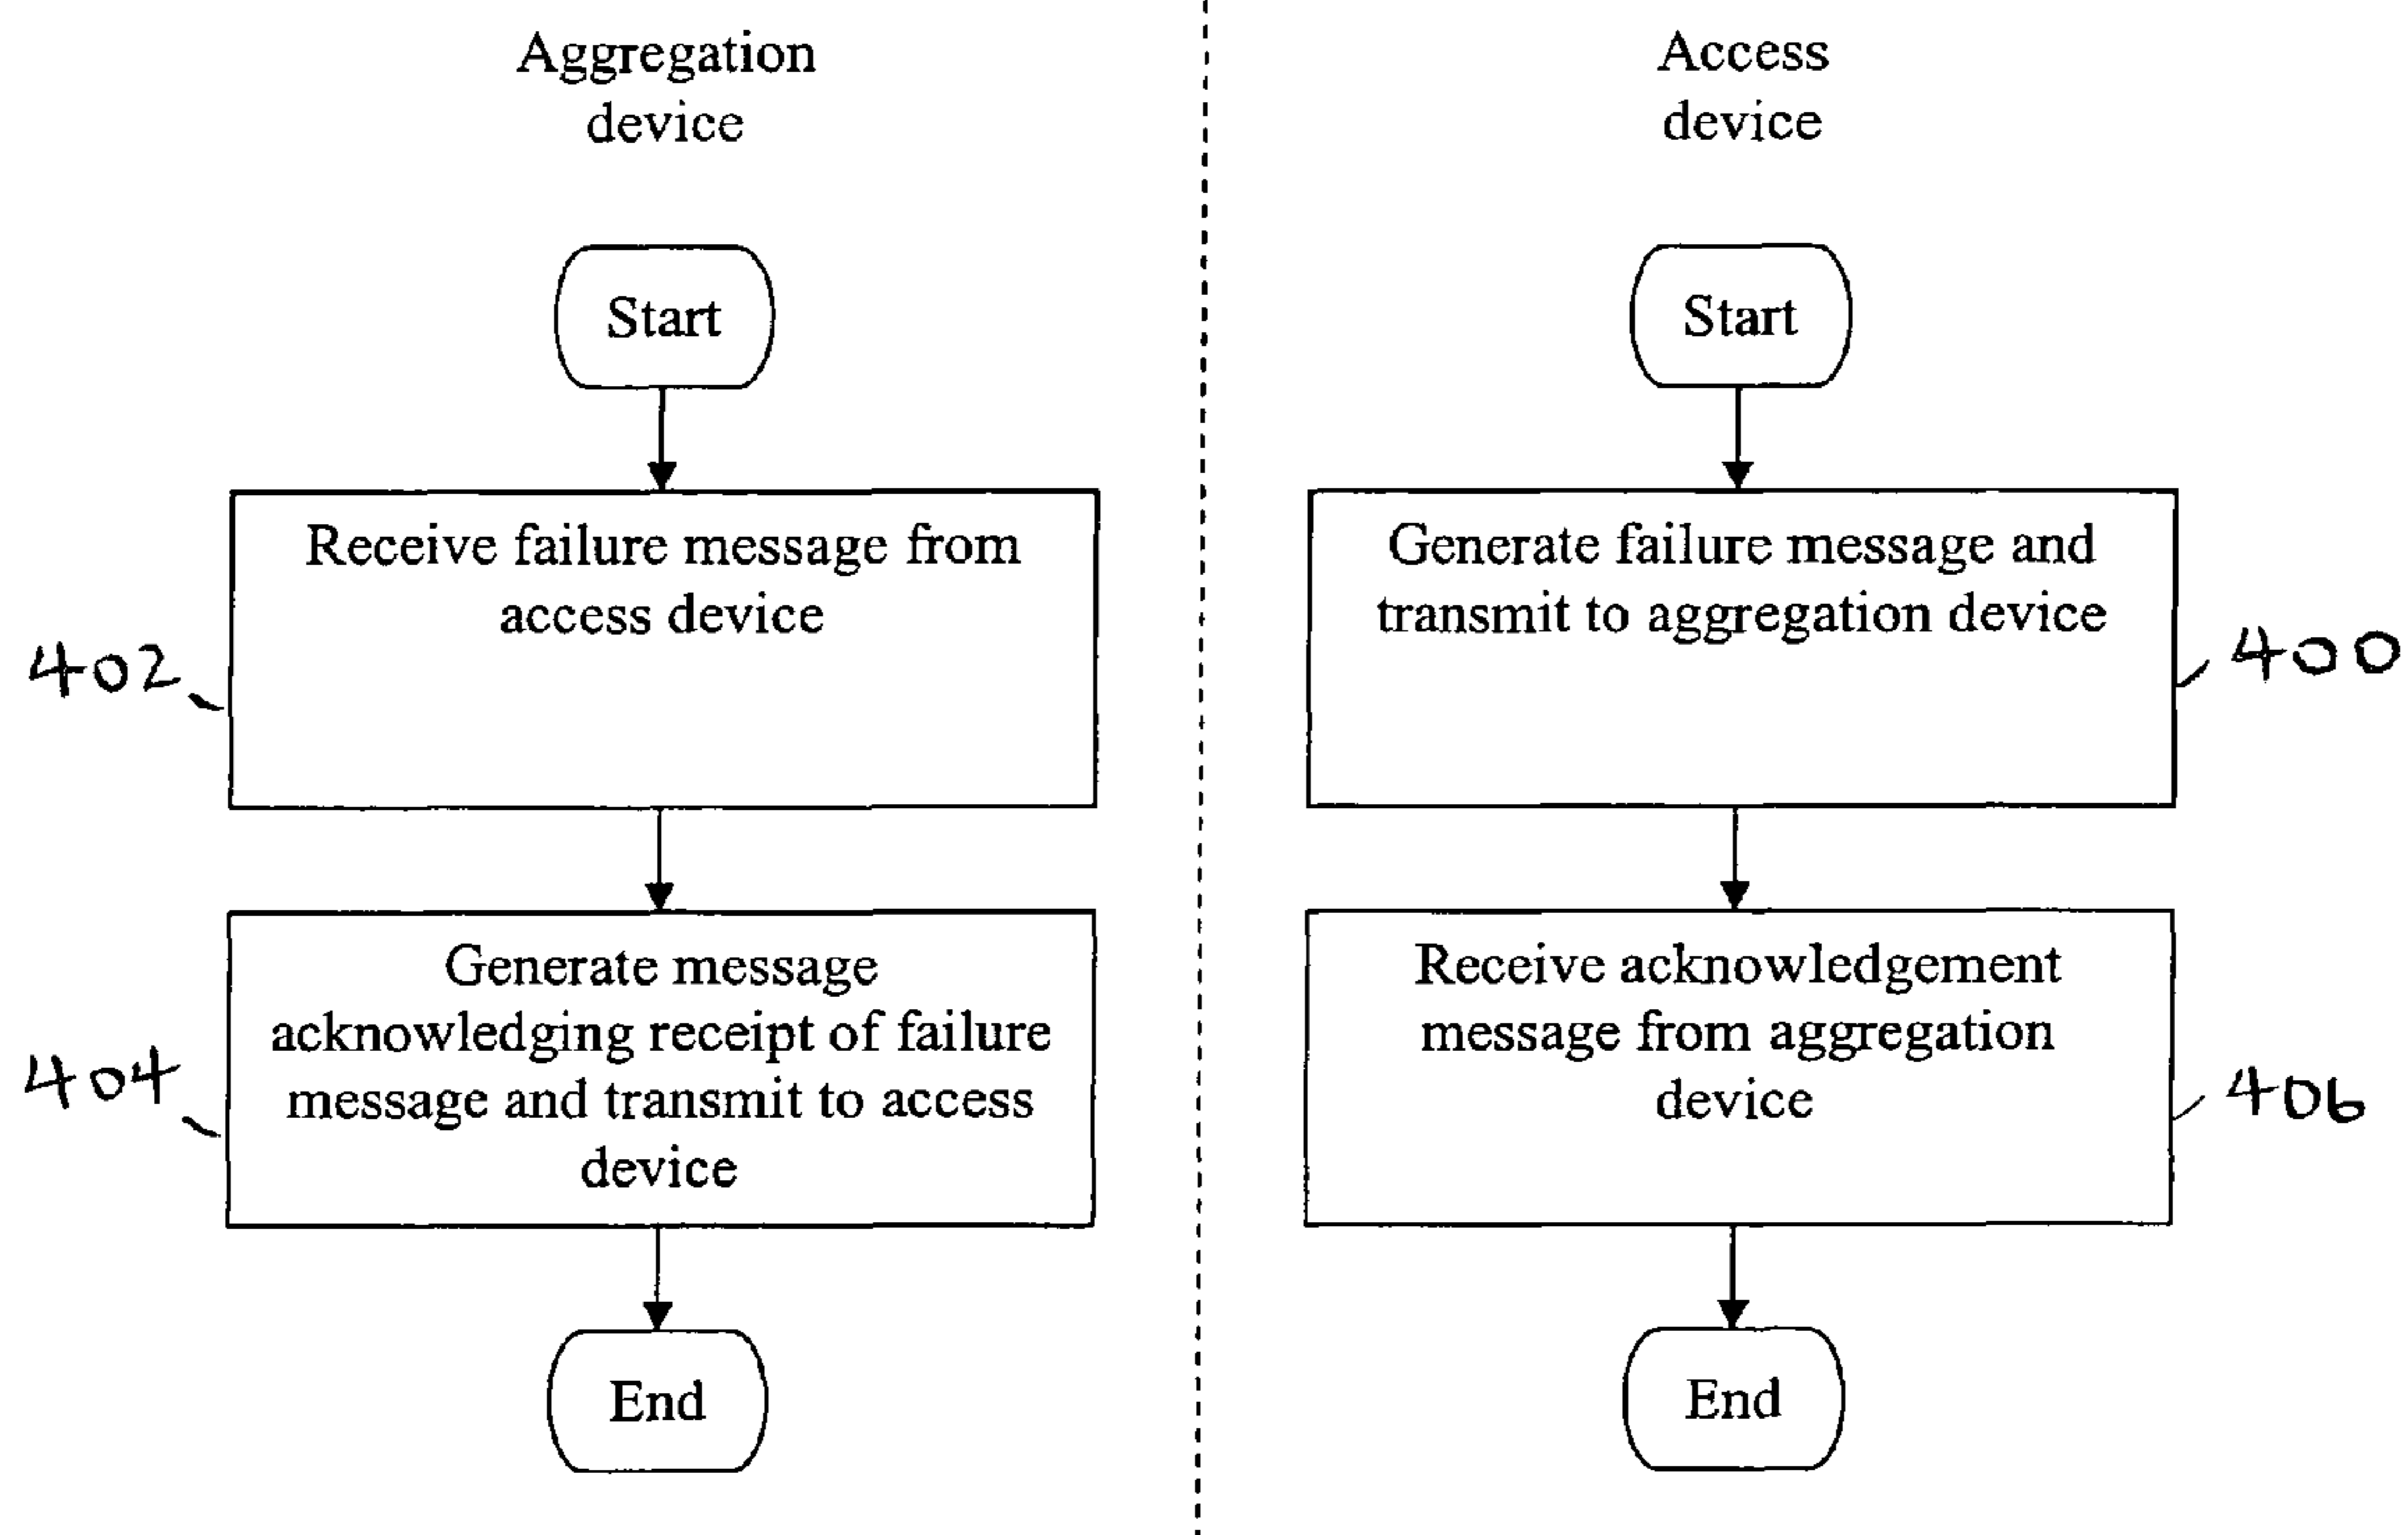 Aggregation
device
Start
Receive failure message from
access device
402
Generate message
acknowledging receipt of failure
message and transmit to access
device
404
End
Access
device
Start
Generate failure message and
transmit to aggregation device
400
Receive acknowledgement
message from aggregation
device
406
End